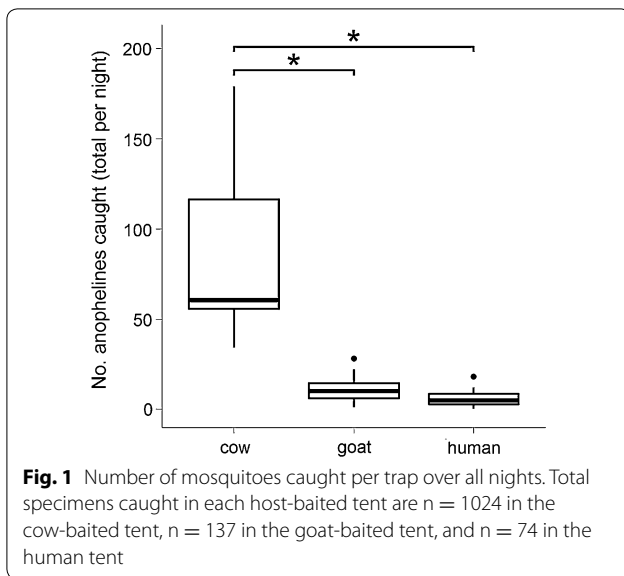 *
*
No. anophelines caught (total per night)
200
150
100
50
0
cow goat human
Fig. 1 Number of mosquitoes caught per trap over all nights. Total
specimens caught in each host-baited tent are n = 1024 in the
cow-baited tent, n = 137 in the goat-baited tent, and n = 74 in the
human tent